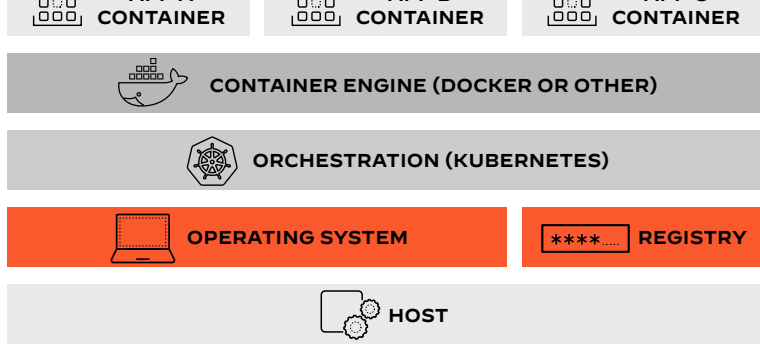 CONTAINER
CONTAINER
CONTAINER
CONTAINER ENGINE (DOCKER OR OTHER)
ORCHESTRATION (KUBERNETES)
OPERATING SYSTEM
**** ..... REGISTRY
HOST